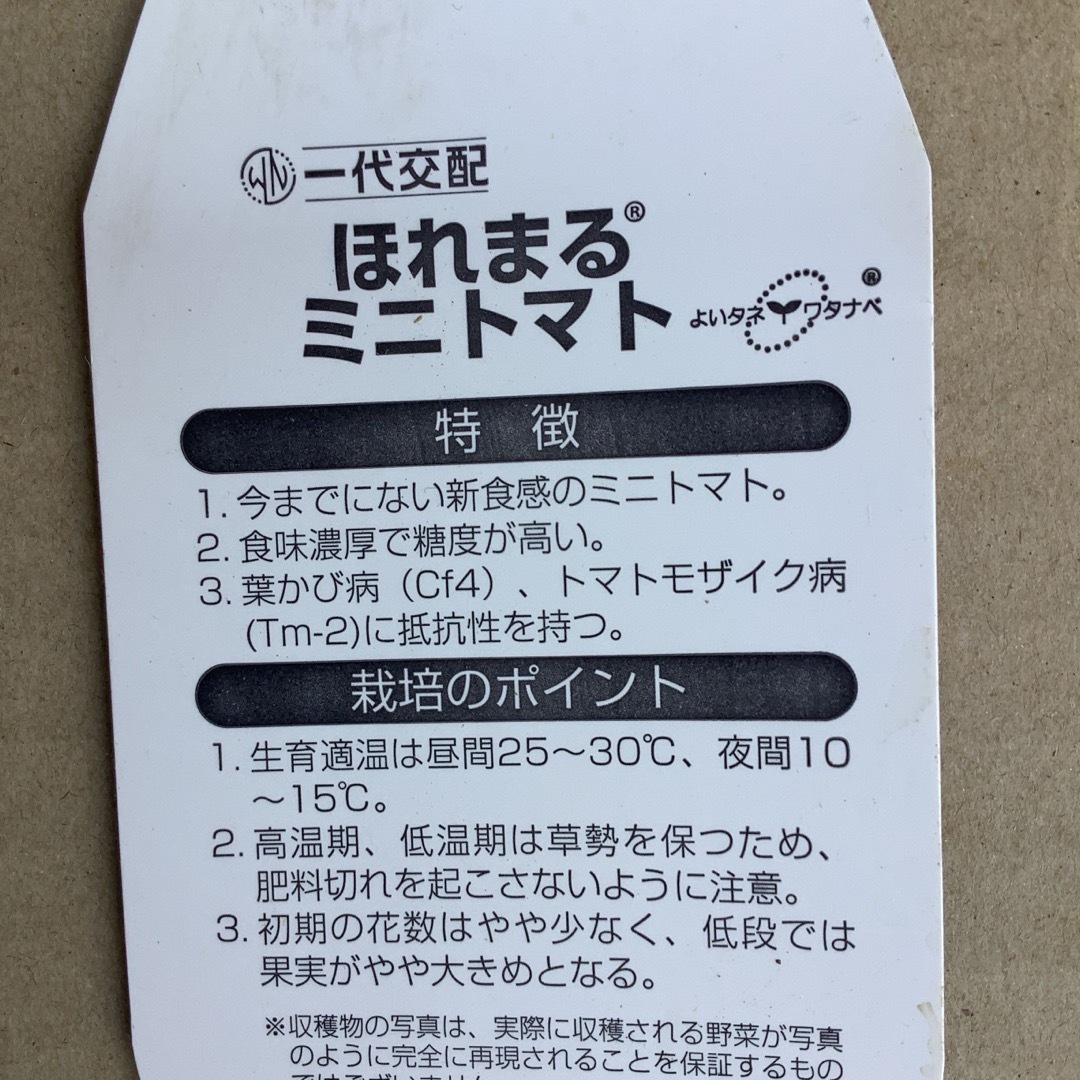 WN 一代交配
ほれまる®
ミニトマト
よいタネ ワタナベ®
特 徴
1. 今までにない新食感のミニトマト。
2. 食味濃厚で糖度が高い。
3. 葉かび病（Cf4）、トマトモザイク病
(Tm-2)に抵抗性を持つ。
栽培のポイント
1. 生育適温は昼間25〜30℃、夜間10
〜15℃。
2. 高温期、低温期は草勢を保つため、
肥料切れを起こさないように注意。
3. 初期の花数はやや少なく、低段では
果実がやや大きめとなる。
※収穫物の写真は、実際に収穫される野菜が写真
のように完全に再現されることを保証するもの
ではございません